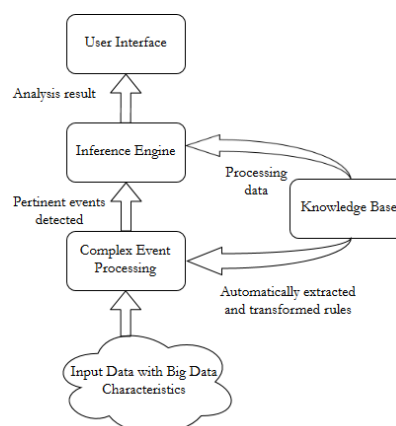 User Interface
Analysis result
Inference Engine
Processing
data
Pertinent events
detected
Knowledge Base
Complex Event
Processing
Automatically extracted
and transformed rules
Input Data with Big Data
Characteristics